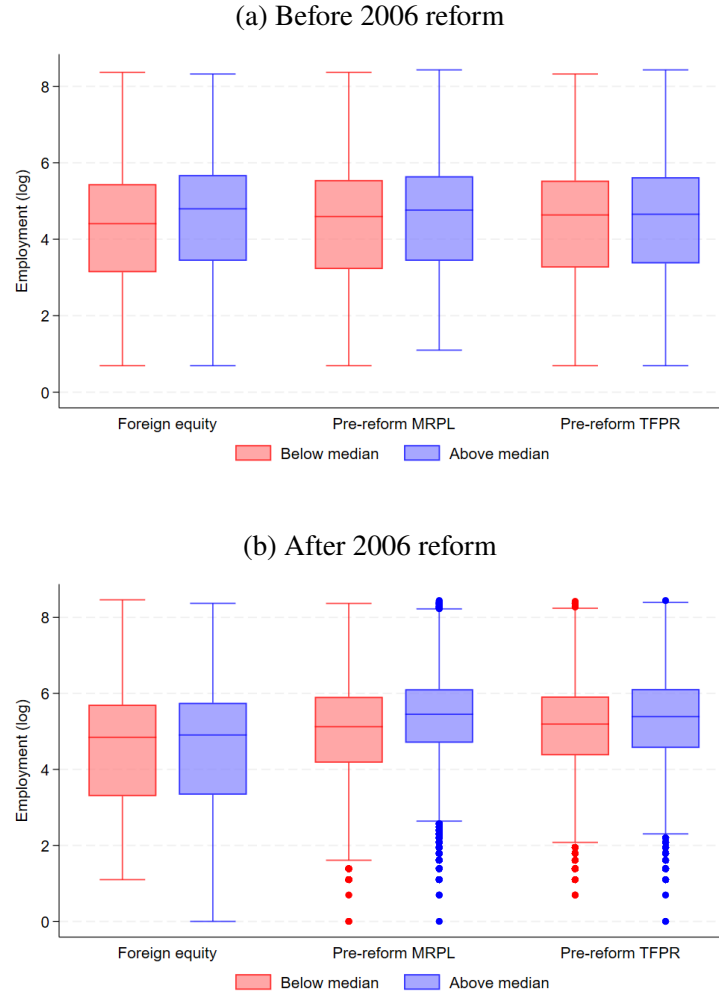 (a) Before 2006 reform
8
6
4
2
0
Employment (log)
Foreign equity Pre-reform MRPL Pre-reform TFPR
Below median Above median
(b) After 2006 reform
8
6
4
2
0
Employment (log)
Foreign equity Pre-reform MRPL Pre-reform TFPR
Below median Above median